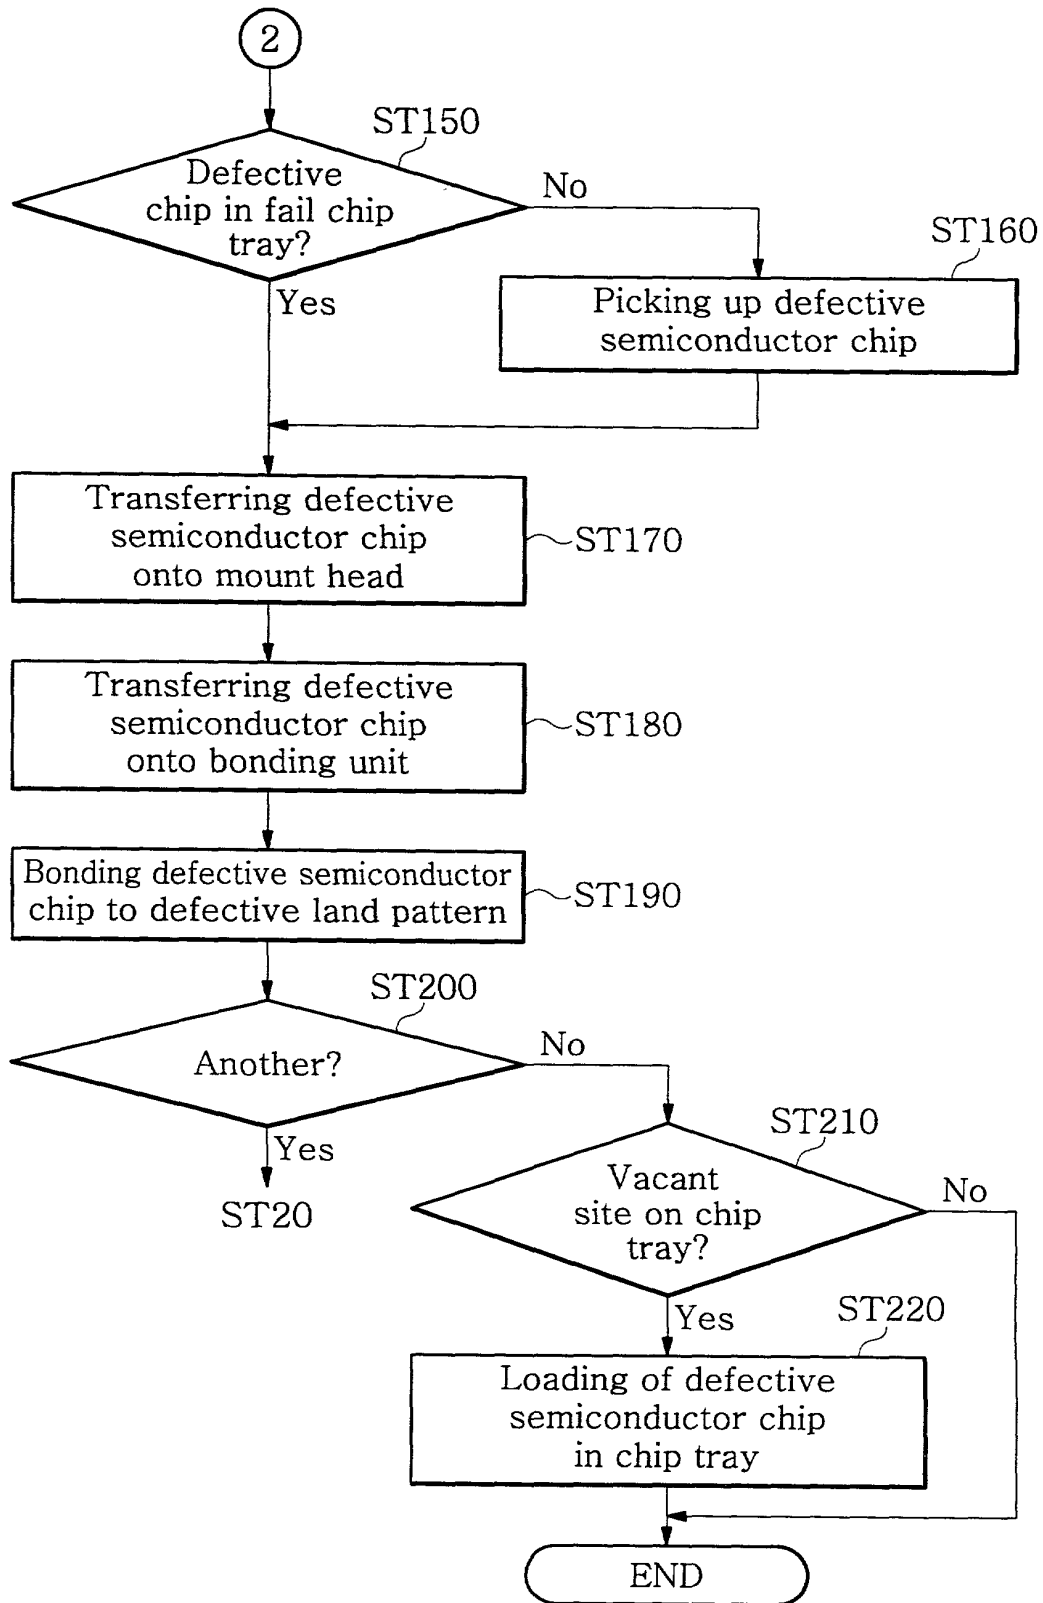 2
ST150
Defective
chip in fail chip
tray?
No
Yes
ST160
Picking up defective
semiconductor chip
Transferring defective
semiconductor chip
onto mount head
ST170
Transferring defective
semiconductor chip
onto bonding unit
ST180
Bonding defective semiconductor
chip to defective land pattern
ST190
ST200
Another?
No
Yes
ST20
ST210
Vacant
site on chip
tray?
No
Yes
ST220
Loading of defective
semiconductor chip
in chip tray
END